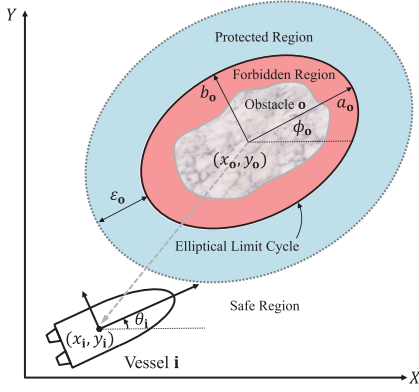 Y
Protected Region
Forbidden Region
b_o
Obstacle o
a_o
ϕ_o
(x_o, y_o)
ε_o
Elliptical Limit Cycle
Safe Region
θ_i
(x_i, y_i)
Vessel i
X